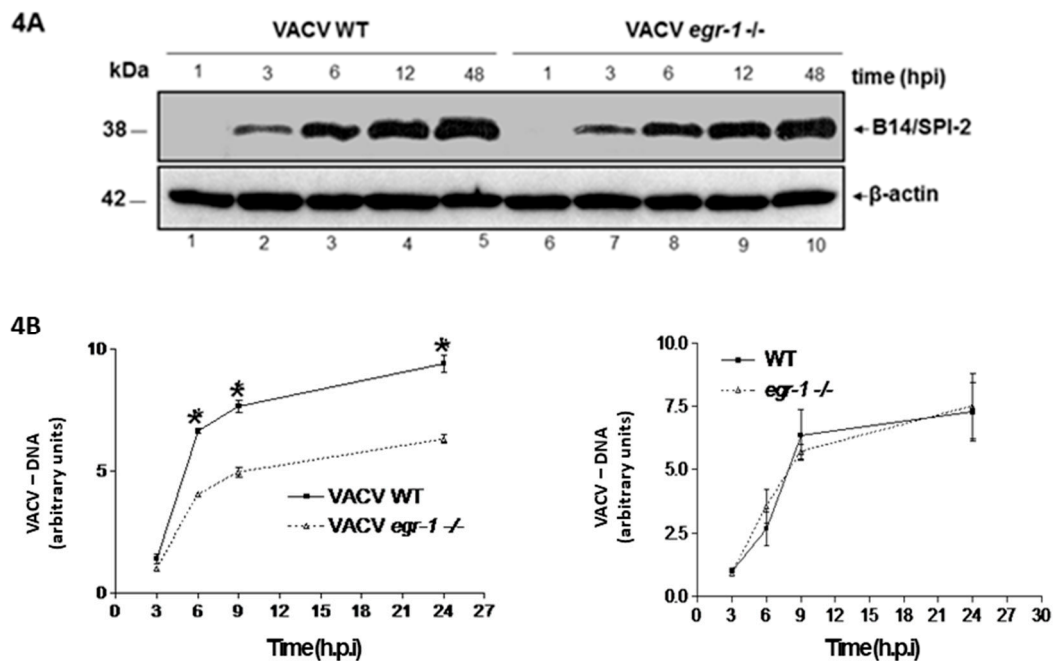 4A
VACV WT VACV egr-1 -/-
kDa 1 3 6 12 48 1 3 6 12 48 time (hpi)
38 B14/SPI-2
42 β-actin
1 2 3 4 5 6 7 8 9 10
4B
10
5
0
VACV – DNA
(arbitrary units)
* * *
VACV WT
VACV egr-1 -/-
0 3 6 9 12 15 18 21 24 27
Time(h.p.i)
10.0
7.5
5.0
2.5
0.0
VACV – DNA
(arbitrary units)
WT
egr-1 -/-
0 3 6 9 12 15 18 21 24 27 30
Time(h.p.i)